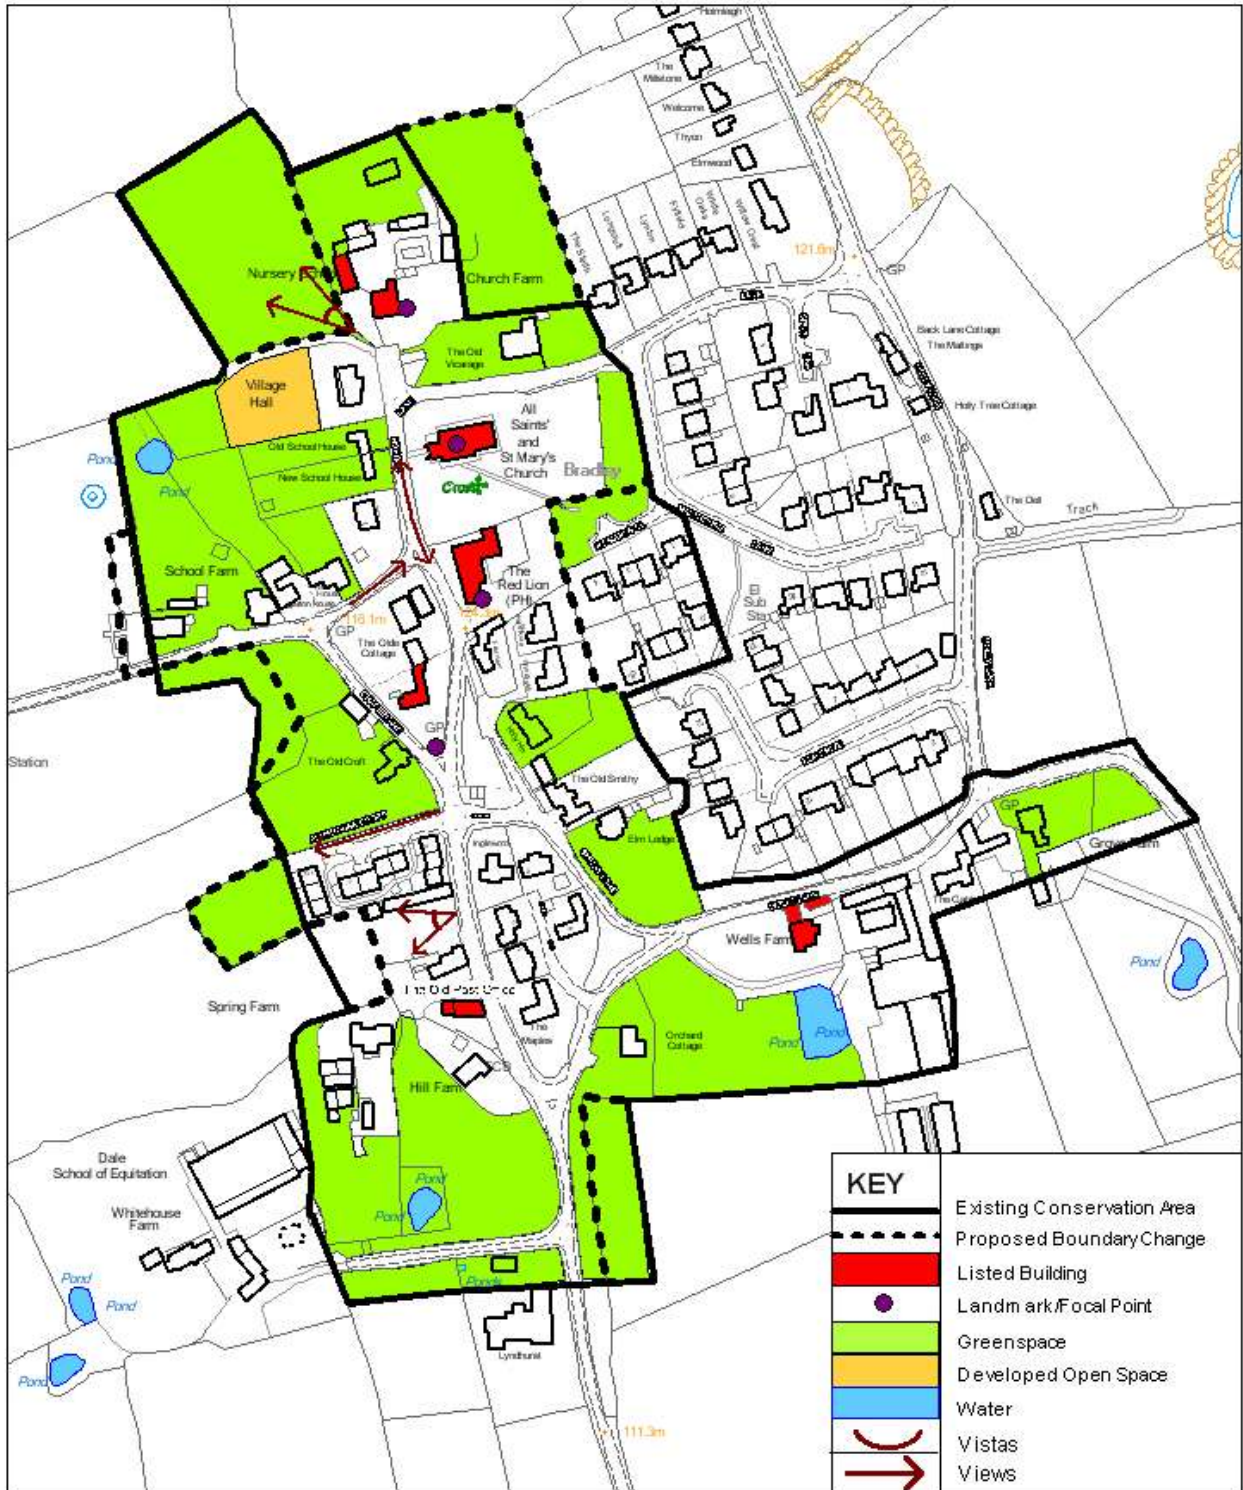 Holmleigh
The
Millstone
Welcome
Thyon
Elmwood
121.6m
GP
Nursery School
Church Farm
Back Lane Cottage
The Maltings
Holly Tree Cottage
The Old
Vicarage
Village
Hall
All
Saints'
and
St Mary's
Church
Old School House
New School House
Bradley
Cross
Pond
Pond
The Dell
Track
School Farm
The
Red Lion
(PH)
El
Sub
Sta
116.1m
GP
The Olde
Cottage
GP
Station
The Old Croft
The Old Smithy
Elm Lodge
GP
Grove Farm
Wells Farm
Pond
Spring Farm
The Old Post Office
The
Maples
Orchard
Cottage
Pond
Pond
Hill Farm
TCB
Dale
School of Equitation
Whitehouse
Farm
Pond
Pond
Ponds
Pond
Pond
Pond
Lyndhurst
111.3m
KEY
Existing Conservation Area
Proposed Boundary Change
Listed Building
Landmark/Focal Point
Greenspace
Developed Open Space
Water
Vistas
Views